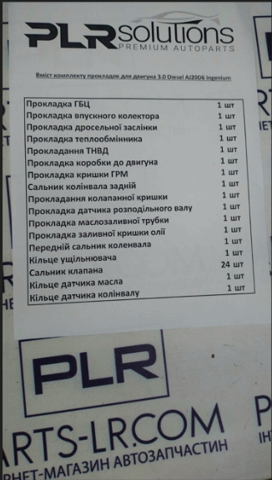 PLR solutions
PREMIUM AUTOPARTS
Вміст комплекту прокладок для двигуна 3.0 Diesel AJ20D6 Ingenium
Прокладка ГБЦ 1 шт
Прокладка впускного колектора 1 шт
Прокладка дросельної заслінки 1 шт
Прокладка теплообмінника 1 шт
Прокладання ТНВД 1 шт
Прокладка коробки до двигуна 1 шт
Прокладка кришки ГРМ 1 шт
Сальник колінвала задній 1 шт
Прокладання колапанної кришки 1 шт
Прокладка датчика розподільного валу 1 шт
Прокладка маслозаливної трубки 1 шт
Прокладка заливної кришки олії 1 шт
Передній сальник коленвала 1 шт
Кільце ущільнювача 1 шт
Сальник клапана 24 шт
Кільце датчика масла 1 шт
Кільце датчика колінвалу 1 шт
PLR
ARTS-LR.COM
РНЕТ-МАГАЗИН АВТОЗАПЧАСТИН